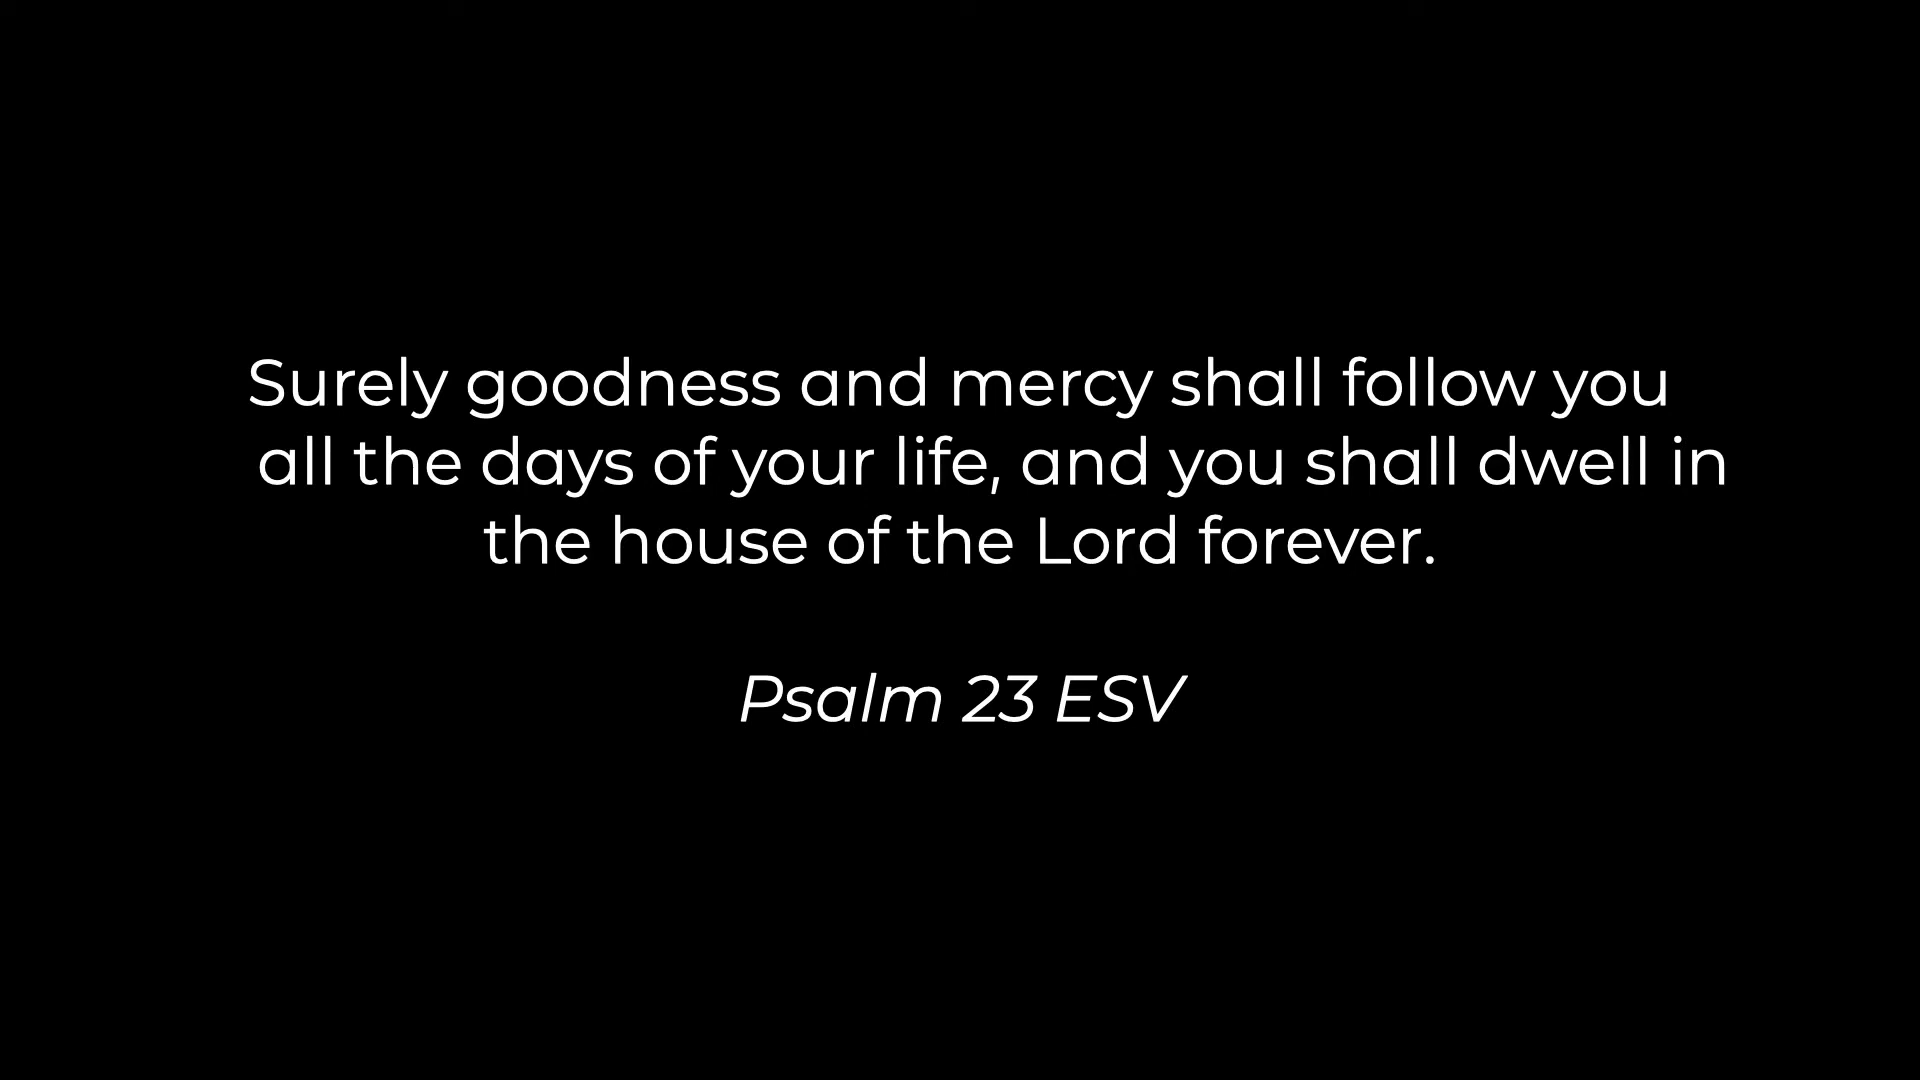 Surely goodness and mercy shall follow you
all the days of your life, and you shall dwell in
the house of the Lord forever.
Psalm 23 ESV